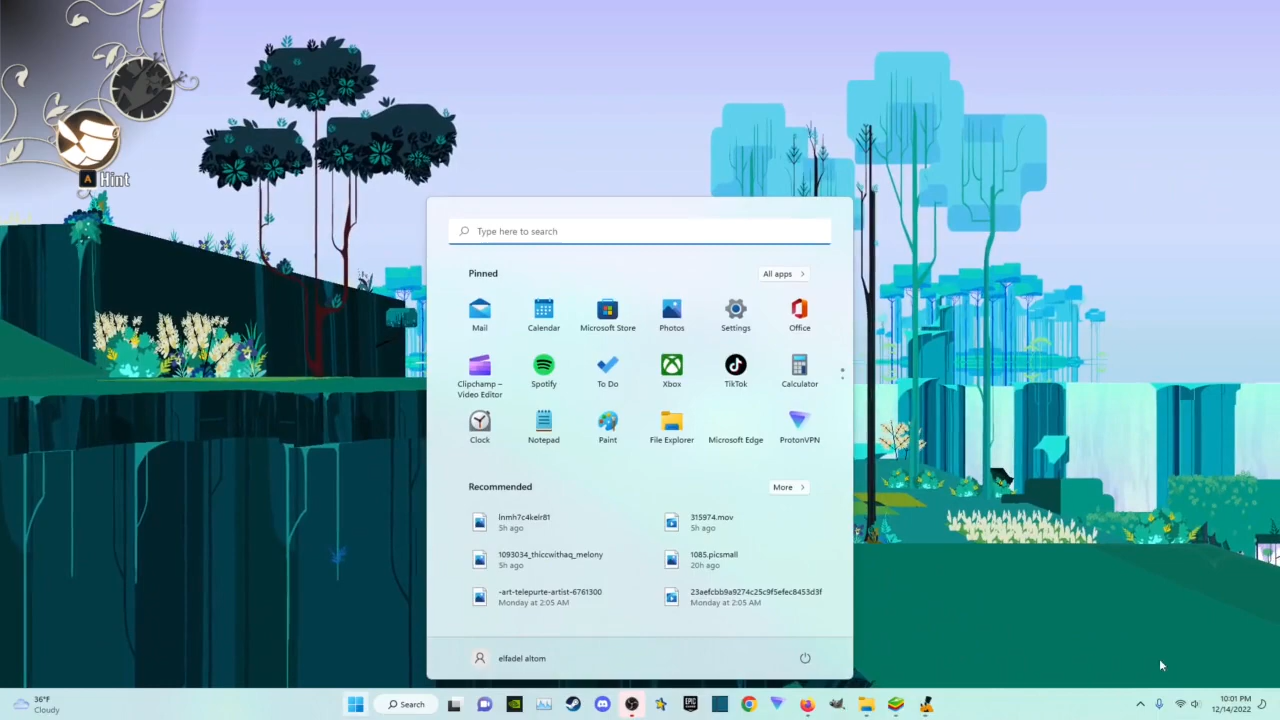 A Hint
Type here to search
Pinned
All apps
Mail
Calendar
Microsoft Store
Photos
Settings
Office
Clipchamp –
Video Editor
Spotify
To Do
Xbox
TikTok
Calculator
Clock
Notepad
Paint
File Explorer
Microsoft Edge
ProtonVPN
Recommended
More
lnmh7c4kelr81
5h ago
315974.mov
5h ago
1093034_thiccwithaq_melony
5h ago
1085.picsmall
20h ago
-art-telepurte-artist-6761300
Monday at 2:05 AM
23aefcbb9a9274c25c9f5efec8453d3f
Monday at 2:05 AM
elfadel altom
36°F
Cloudy
Search
EPIC
GAMES
10:01 PM
12/14/2022